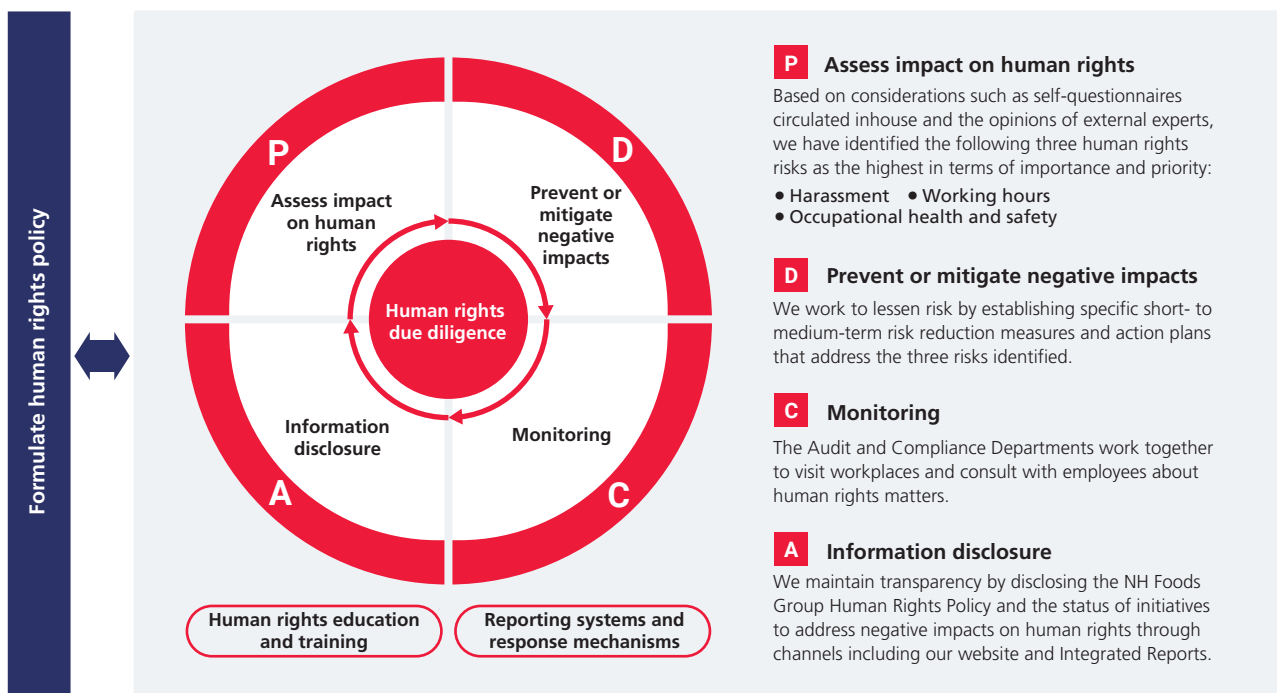 Formulate human rights policy
P
Assess impact
on human
rights
D
Prevent or
mitigate
negative
impacts
Human rights
due diligence
Information
disclosure
A
Monitoring
C
Human rights education
and training
Reporting systems and
response mechanisms
P Assess impact on human rights
Based on considerations such as self-questionnaires
circulated inhouse and the opinions of external experts,
we have identified the following three human rights
risks as the highest in terms of importance and priority:
• Harassment • Working hours
• Occupational health and safety
D Prevent or mitigate negative impacts
We work to lessen risk by establishing specific short- to
medium-term risk reduction measures and action plans
that address the three risks identified.
C Monitoring
The Audit and Compliance Departments work together
to visit workplaces and consult with employees about
human rights matters.
A Information disclosure
We maintain transparency by disclosing the NH Foods
Group Human Rights Policy and the status of initiatives
to address negative impacts on human rights through
channels including our website and Integrated Reports.